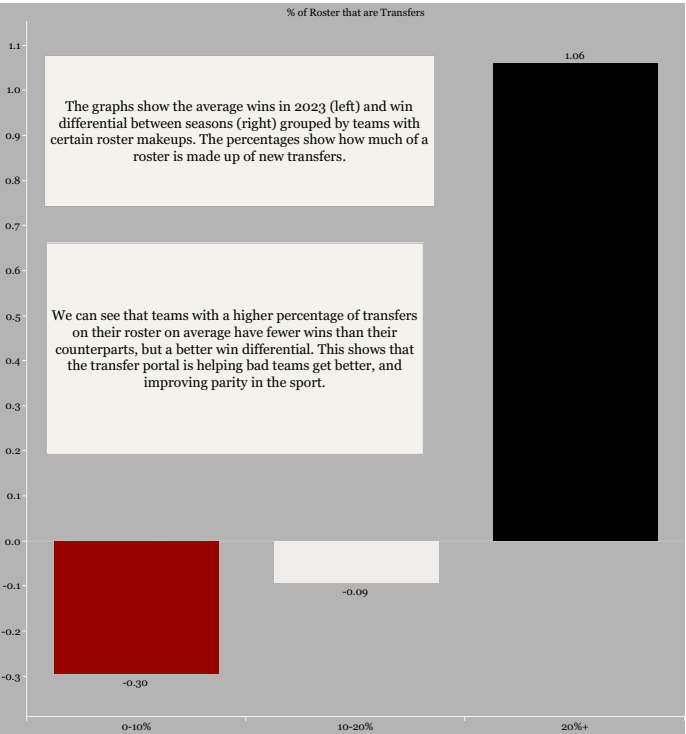 % of Roster that are Transfers
1.1
1.0
0.9
0.8
0.7
0.6
0.5
0.4
0.3
0.2
0.1
0.0
-0.1
-0.2
-0.3
The graphs show the average wins in 2023 (left) and win
differential between seasons (right) grouped by teams with
certain roster makeups. The percentages show how much of a
roster is made up of new transfers.
We can see that teams with a higher percentage of transfers
on their roster on average have fewer wins than their
counterparts, but a better win differential. This shows that
the transfer portal is helping bad teams get better, and
improving parity in the sport.
1.06
-0.09
-0.30
0-10%
10-20%
20%+